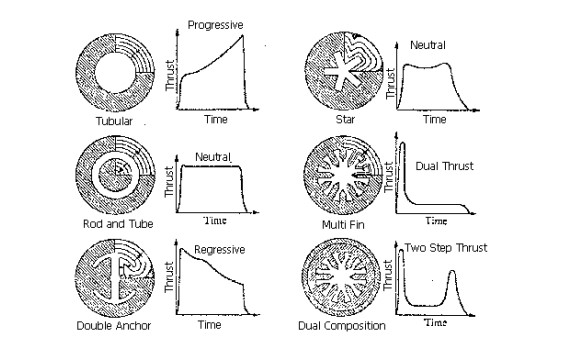 Progressive
Thrust
Tubular
Time
Neutral
Thrust
Star
Time
Neutral
Thrust
Rod and Tube
Time
Dual Thrust
Thrust
Multi Fin
Time
Regressive
Thrust
Double Anchor
Time
Two Step Thrust
Thrust
Dual Composition
Time